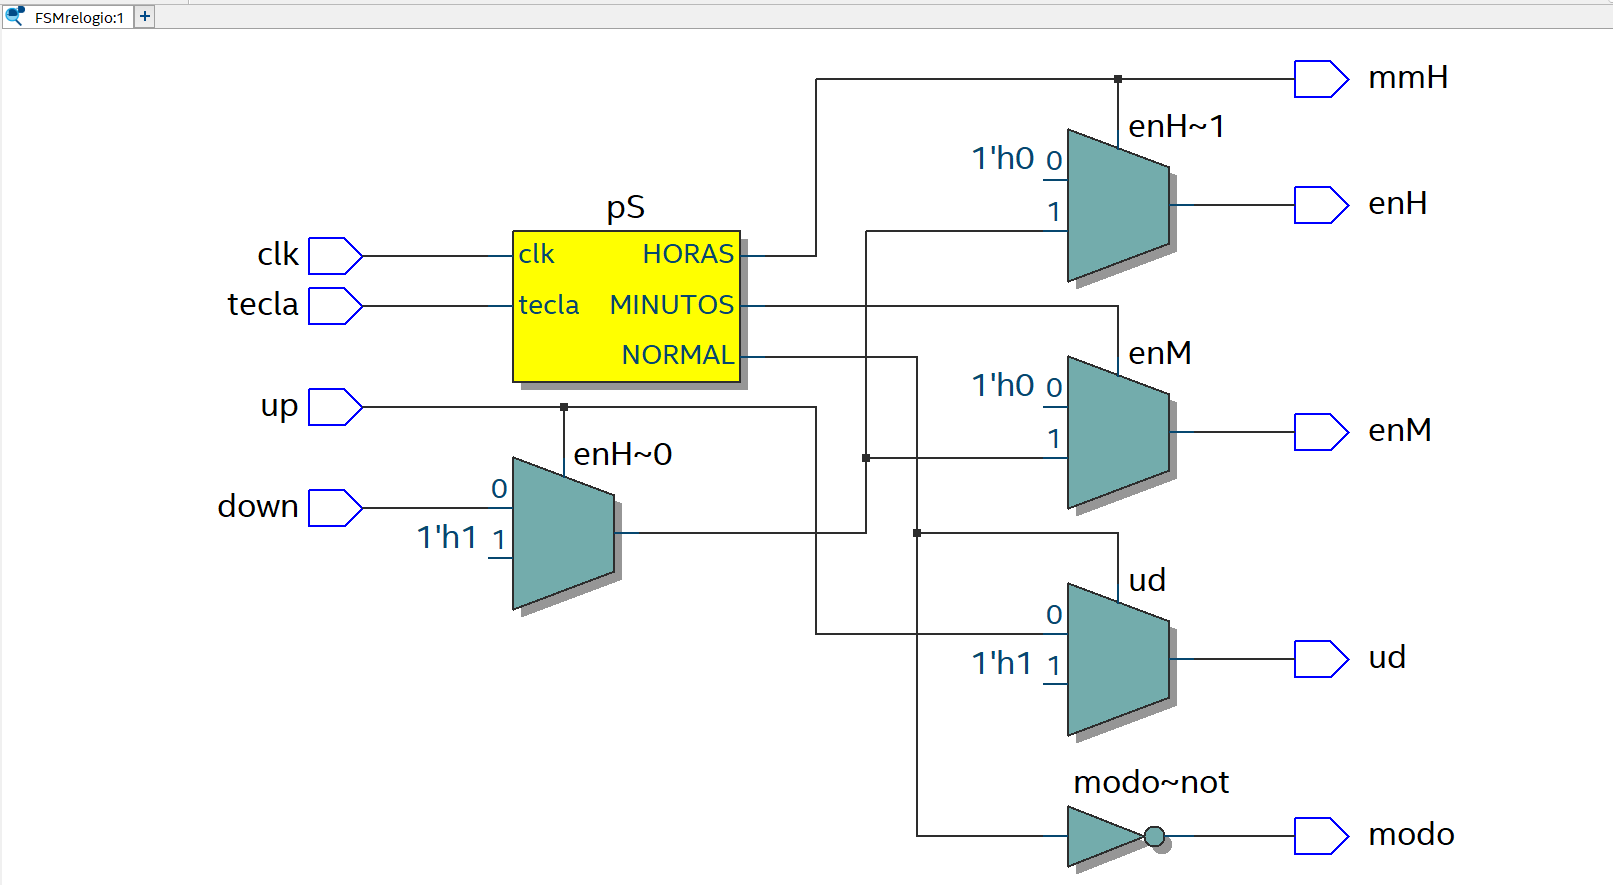 FSMrelogio:1 +
mmH
enH~1
1'h0 0
1
enH
pS
clk
clk HORAS
tecla
tecla MINUTOS
NORMAL
enM
1'h0 0
1
enM
up
enH~0
0
down
1'h1 1
ud
0
1'h1 1
ud
modo~not
modo